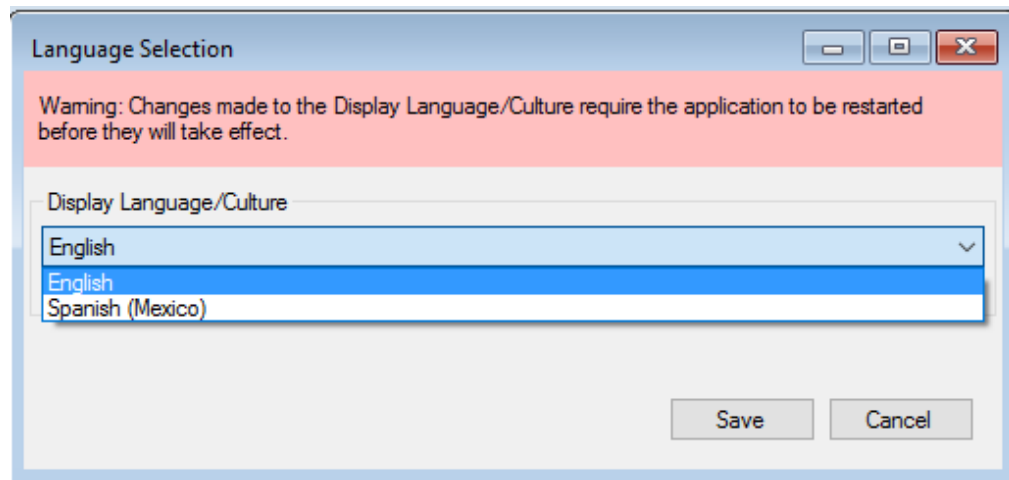 Language Selection
Warning: Changes made to the Display Language/Culture require the application to be restarted
before they will take effect.
Display Language/Culture
English
English
Spanish (Mexico)
Save
Cancel